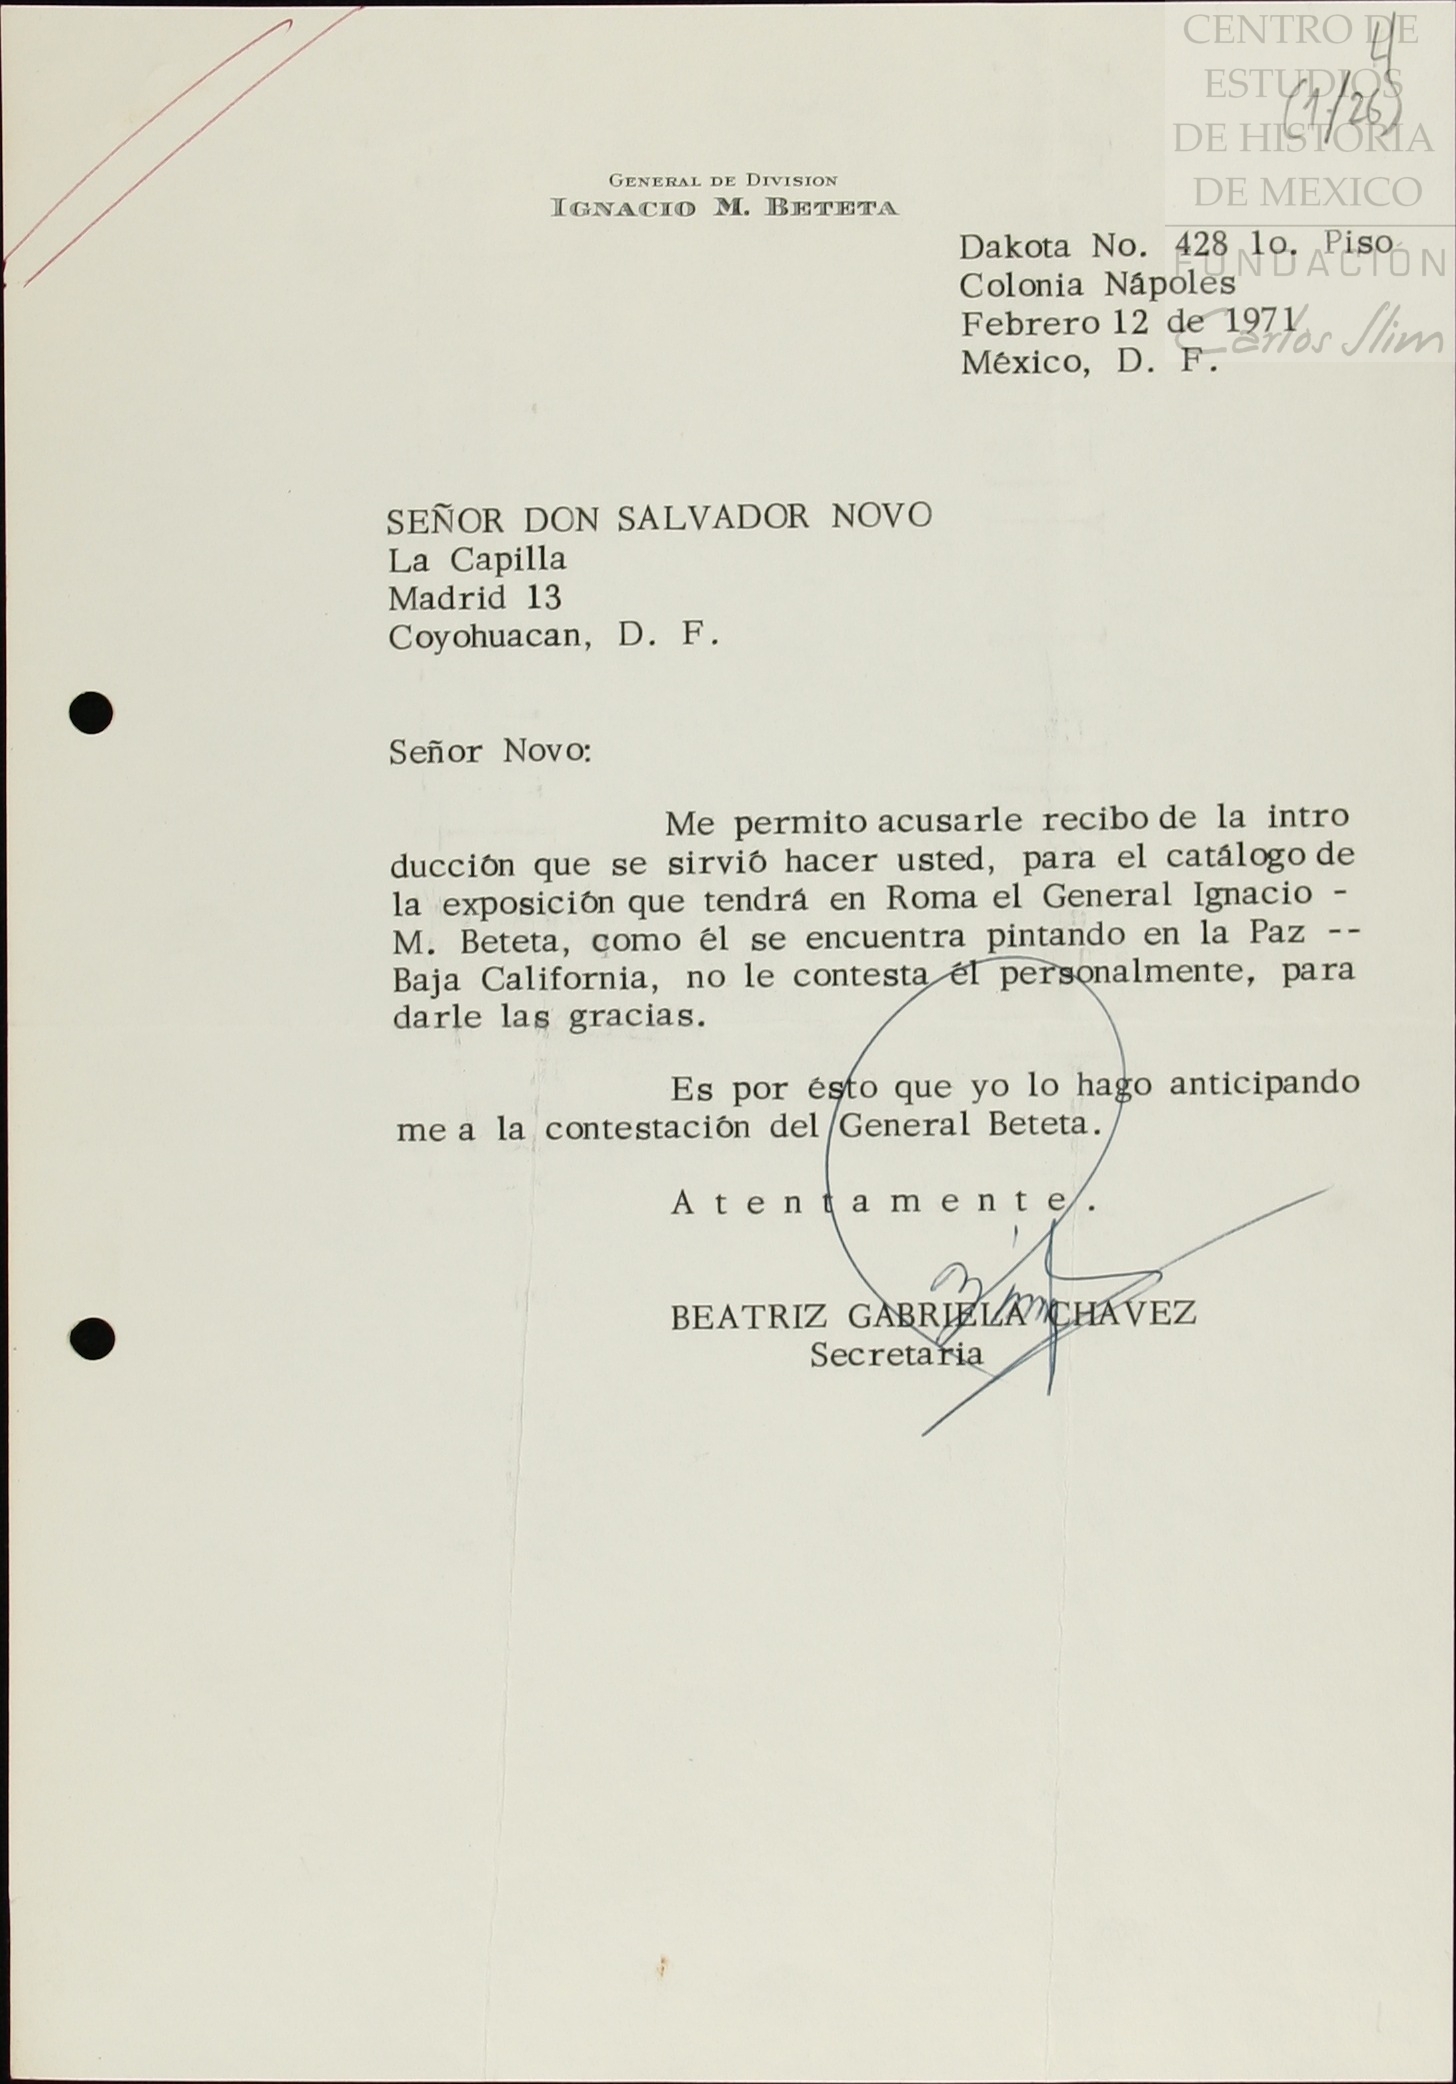 CENTRO DE
ESTUDIOS
DE HISTORIA
DE MEXICO
FUNDACIÓN
Carlos Slim
4
(1/26)
GENERAL DE DIVISION
IGNACIO M. BETETA
Dakota No. 428 1o. Piso
Colonia Nápoles
Febrero 12 de 1971
México, D. F.
SEÑOR DON SALVADOR NOVO
La Capilla
Madrid 13
Coyohuacan, D. F.
Señor Novo:
Me permito acusarle recibo de la intro
ducción que se sirvió hacer usted, para el catálogo de
la exposición que tendrá en Roma el General Ignacio -
M. Beteta, como él se encuentra pintando en la Paz --
Baja California, no le contesta él personalmente, para
darle las gracias.
Es por ésto que yo lo hago anticipando
me a la contestación del General Beteta.
A t e n t a m e n t e .
BEATRIZ GABRIELA CHAVEZ
Secretaria